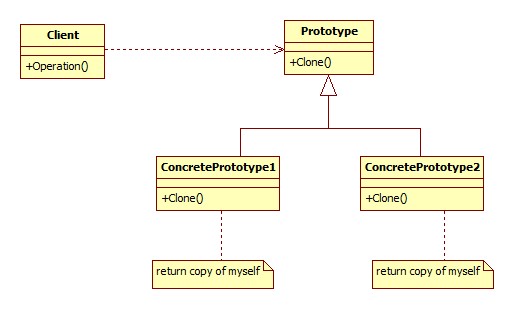 Client
+Operation()
Prototype
+Clone()
ConcretePrototype1
+Clone()
ConcretePrototype2
+Clone()
return copy of myself
return copy of myself